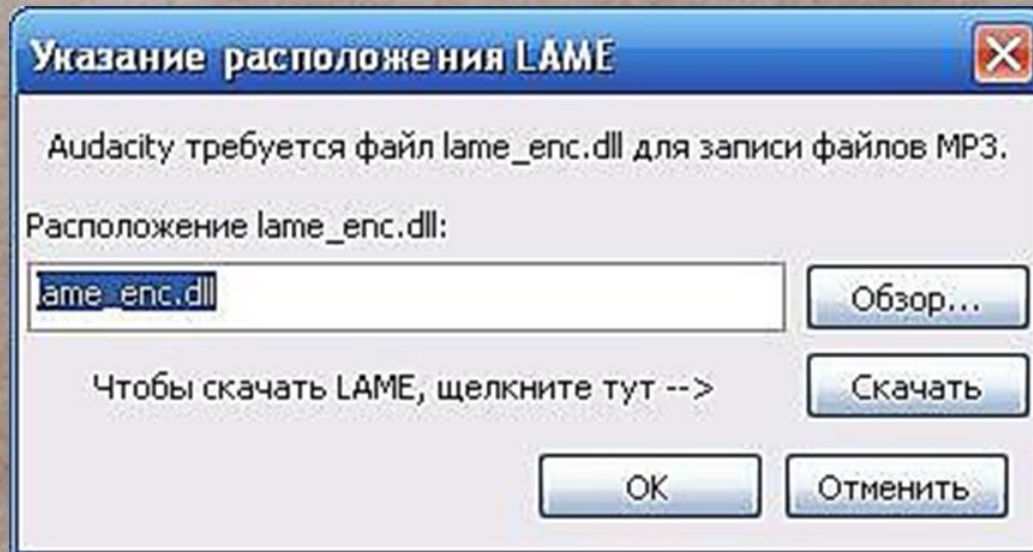 Указание расположения LAME
Audacity требуется файл lame_enc.dll для записи файлов MP3.
Расположение lame_enc.dll:
lame_enc.dll
Обзор...
Чтобы скачать LAME, щелкните тут -->
Скачать
OK
Отменить